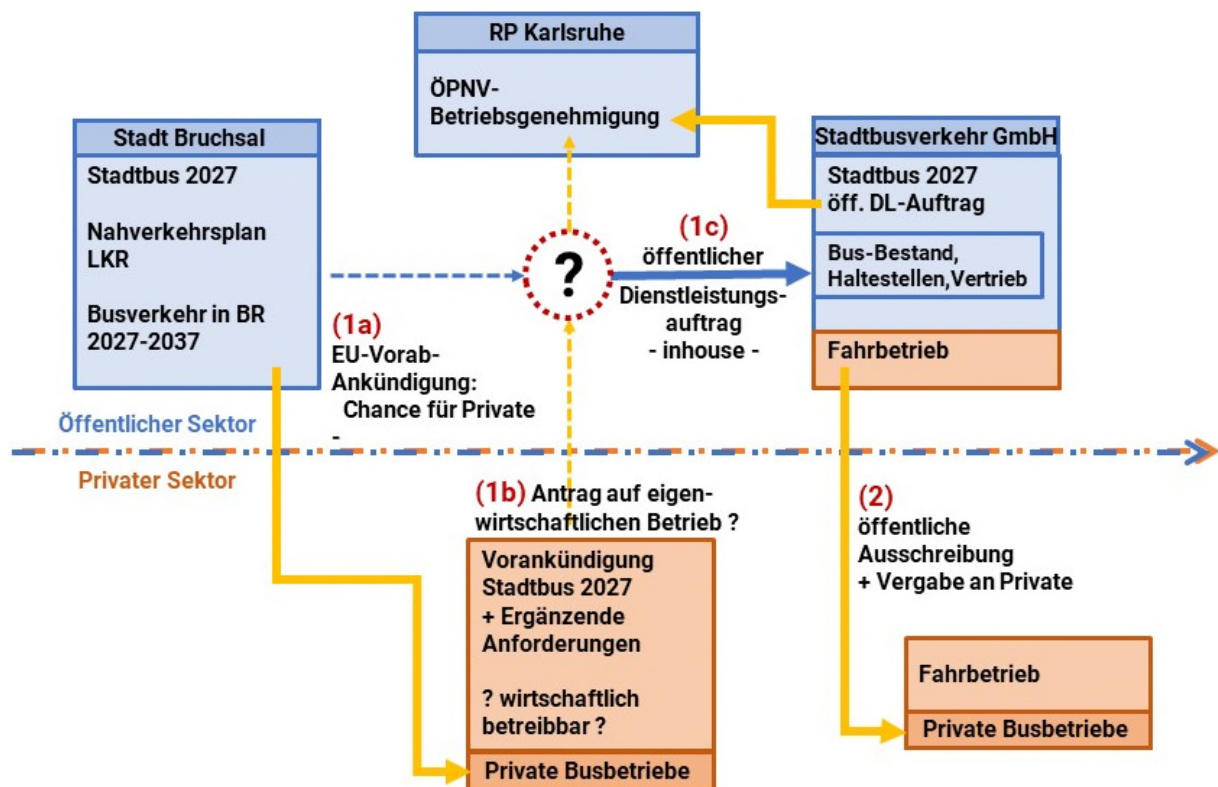 RP Karlsruhe
ÖPNV-
Betriebsgenehmigung
Stadt Bruchsal
Stadtbus 2027
Nahverkehrsplan
LKR
Busverkehr in BR
2027-2037
Stadtbusverkehr GmbH
Stadtbus 2027
öff. DL-Auftrag
Bus-Bestand,
Haltestellen,Vertrieb
Fahrbetrieb
?
(1c)
öffentlicher
Dienstleistungs-
auftrag
- inhouse -
(1a)
EU-Vorab-
Ankündigung:
Chance für Private
-
Öffentlicher Sektor
Privater Sektor
(1b) Antrag auf eigen-
wirtschaftlichen Betrieb ?
Vorankündigung
Stadtbus 2027
+ Ergänzende
Anforderungen
? wirtschaftlich
betreibbar ?
Private Busbetriebe
(2)
öffentliche
Ausschreibung
+ Vergabe an Private
Fahrbetrieb
Private Busbetriebe